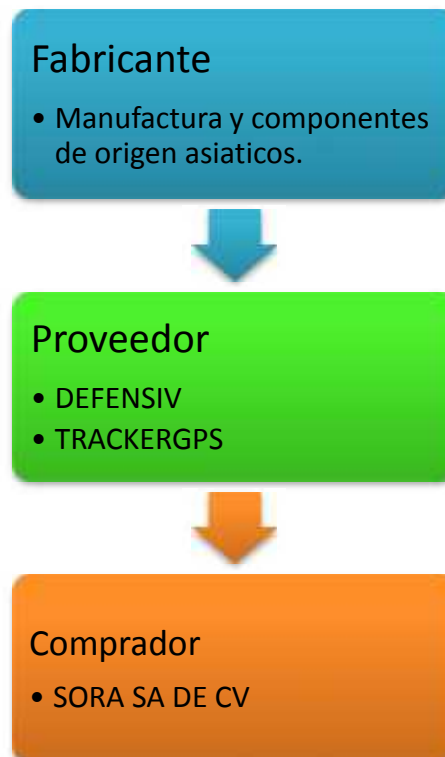 Fabricante
• Manufactura y componentes
de origen asiaticos.
Proveedor
• DEFENSIV
• TRACKERGPS
Comprador
• SORA SA DE CV